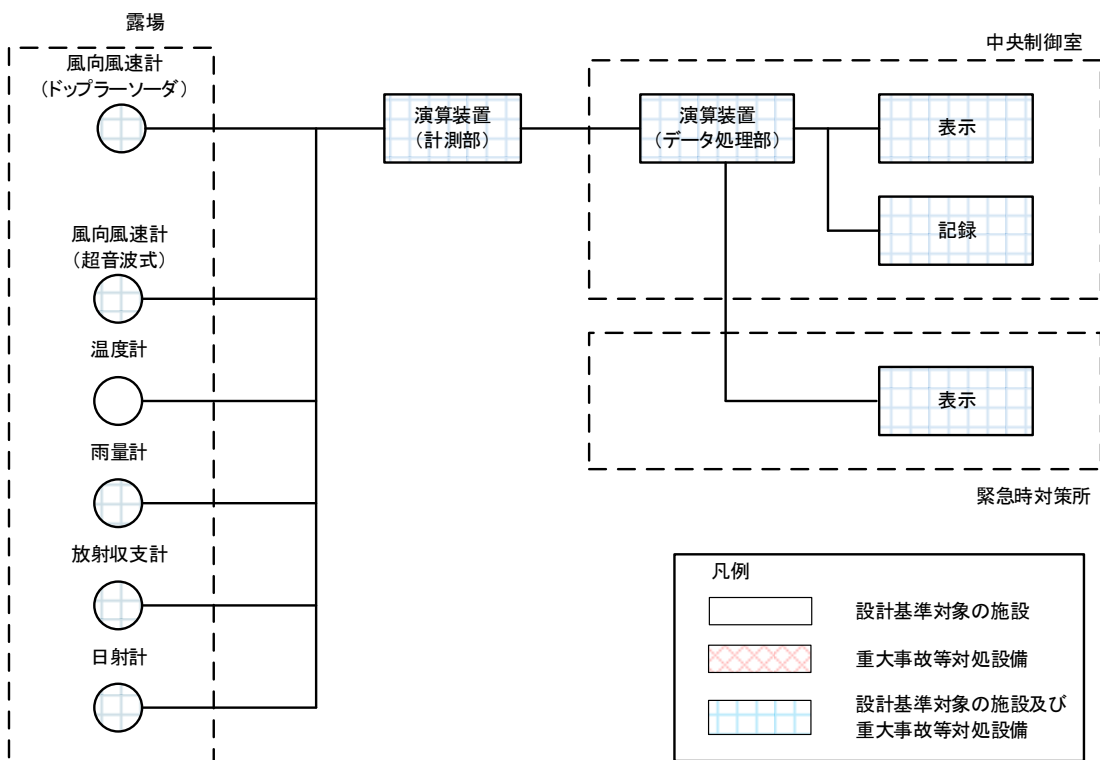 露場
風向風速計
（ドップラーソーダ）
風向風速計
（超音波式）
温度計
雨量計
放射収支計
日射計
演算装置
（計測部）
中央制御室
演算装置
（データ処理部）
表示
記録
表示
緊急時対策所
凡例
設計基準対象の施設
重大事故等対処設備
設計基準対象の施設及び
重大事故等対処設備